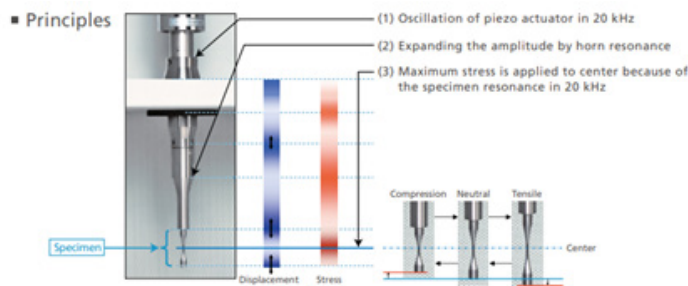 ■ Principles
(1) Oscillation of piezo actuator in 20 kHz
(2) Expanding the amplitude by horn resonance
(3) Maximum stress is applied to center because of
the specimen resonance in 20 kHz
Compression Neutral Tensile
Specimen
Center
Displacement Stress